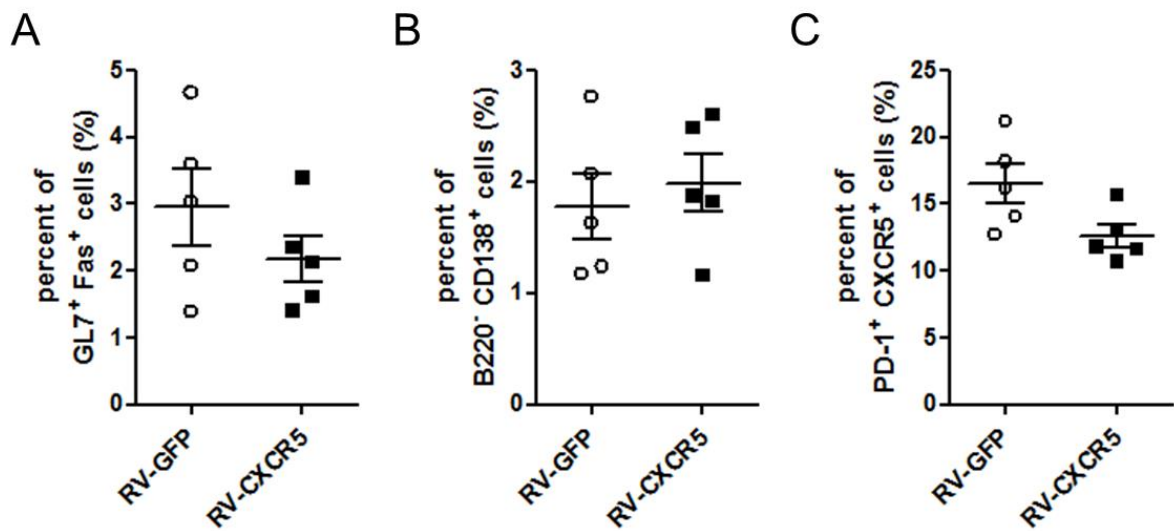 A
percent of
GL7⁺ Fas⁺ cells (%)
5
4
3
2
1
0
RV-GFP
RV-CXCR5
B
percent of
B220⁻ CD138⁺ cells (%)
3
2
1
0
RV-GFP
RV-CXCR5
C
percent of
PD-1⁺ CXCR5⁺ cells (%)
25
20
15
10
5
0
RV-GFP
RV-CXCR5